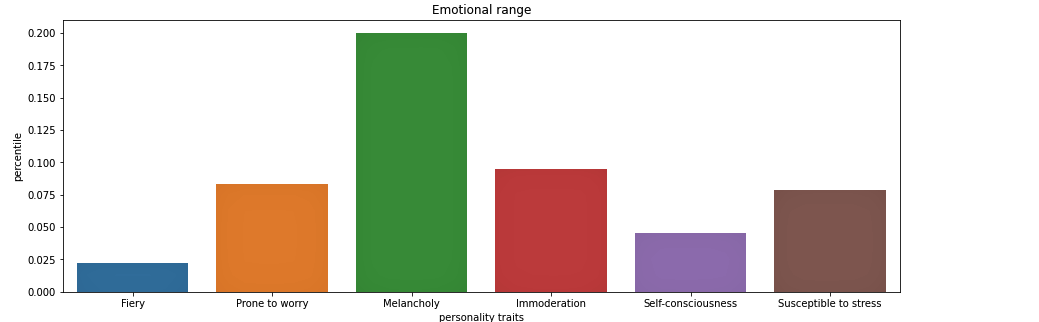 Emotional range
percentile
0.200
0.175
0.150
0.125
0.100
0.075
0.050
0.025
0.000
Fiery Prone to worry Melancholy Immoderation Self-consciousness Susceptible to stress
personality traits